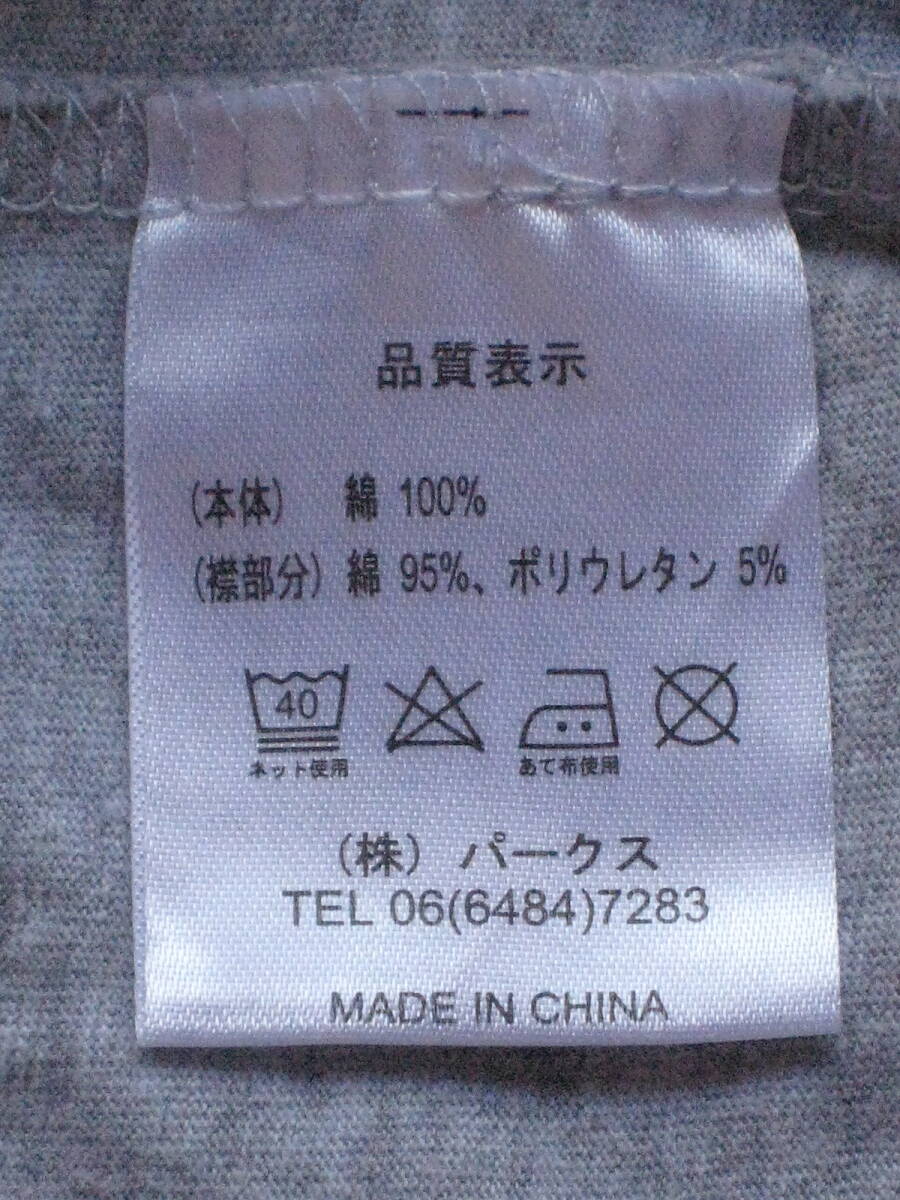 品質表示
(本体) 綿 100%
(襟部分) 綿 95%、ポリウレタン 5%
40
ネット使用 あて布使用
(株) パークス
TEL 06(6484)7283
MADE IN CHINA